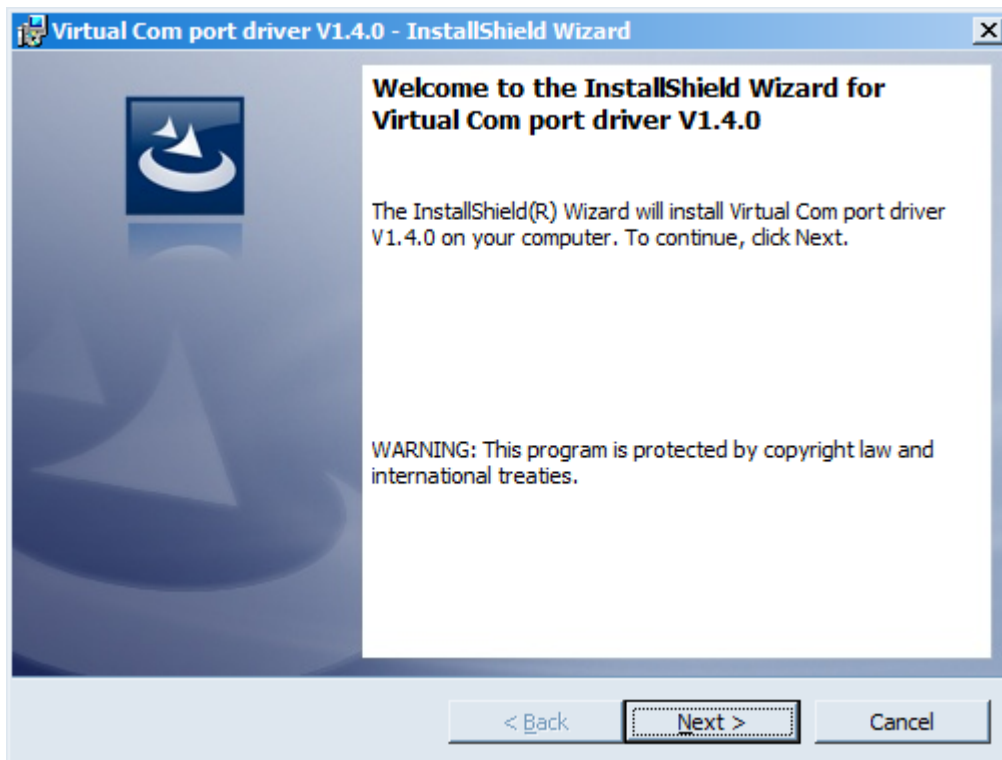 Virtual Com port driver V1.4.0 - InstallShield Wizard
Welcome to the InstallShield Wizard for
Virtual Com port driver V1.4.0
The InstallShield(R) Wizard will install Virtual Com port driver
V1.4.0 on your computer. To continue, click Next.
WARNING: This program is protected by copyright law and
international treaties.
< Back Next > Cancel